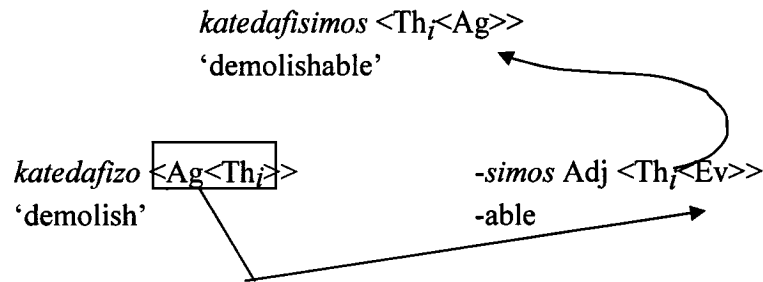 katedafisimos <Th_i<Ag>>
‘demolishable’
katedafizo <Ag<Th_i>> -simos Adj <Th_i<Ev>>
‘demolish’ -able